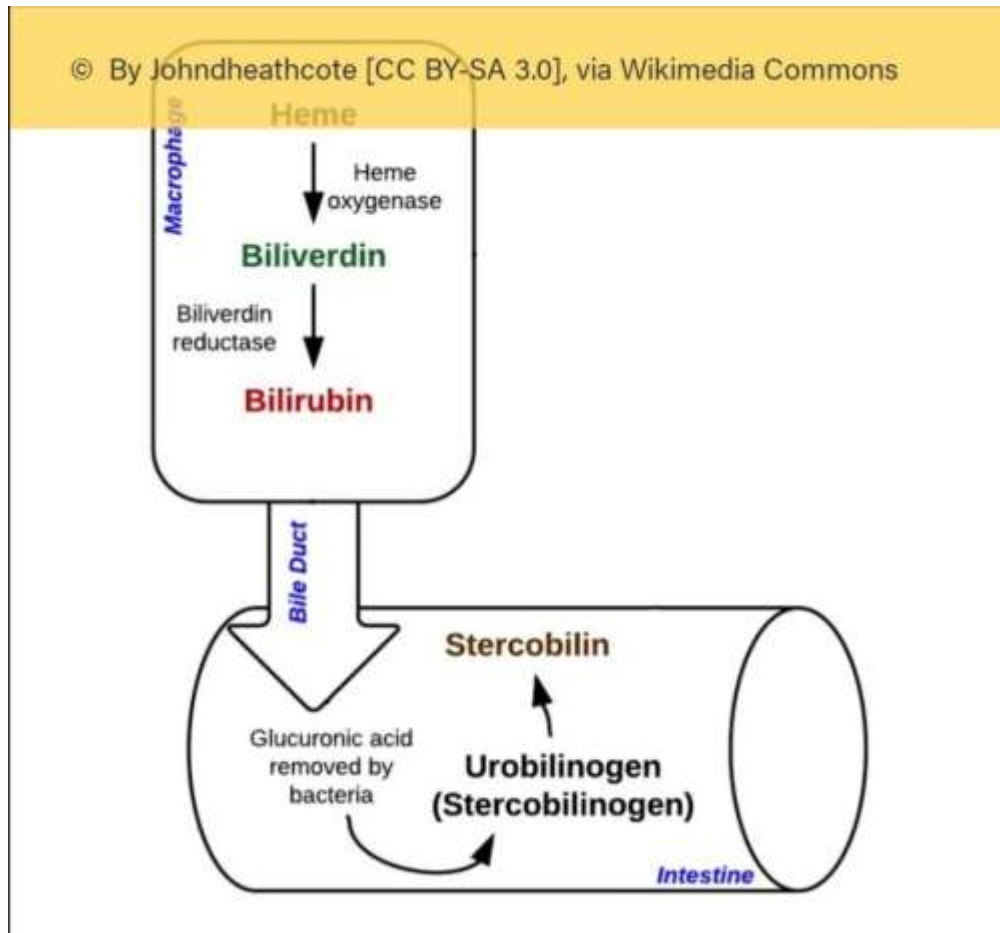 © By Johndheathcote [CC BY-SA 3.0], via Wikimedia Commons
Heme
Macrophage
Heme
oxygenase
Biliverdin
Biliverdin
reductase
Bilirubin
Bile Duct
Stercobilin
Glucuronic acid
removed by
bacteria
Urobilinogen
(Stercobilinogen)
Intestine